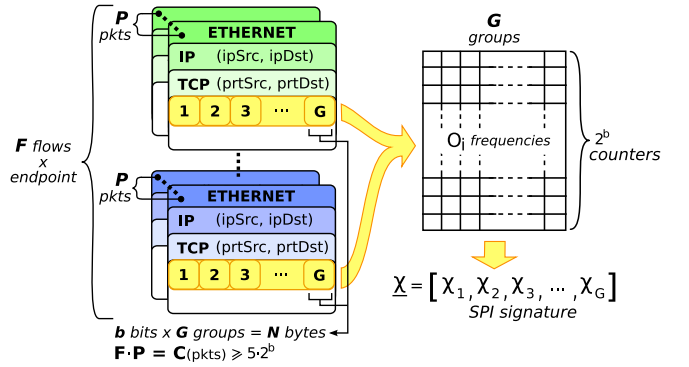 P
pkts
ETHERNET
IP (ipSrc, ipDst)
TCP (prtSrc, prtDst)
1 2 3 ... G
F flows
x
endpoint
P
pkts
ETHERNET
IP (ipSrc, ipDst)
TCP (prtSrc, prtDst)
1 2 3 ... G
b bits x G groups = N bytes
F·P = C(pkts) ⩾ 5·2^b
G
groups
O_i frequencies
2^b
counters
χ = [χ_1, χ_2, χ_3, ... , χ_G]
SPI signature